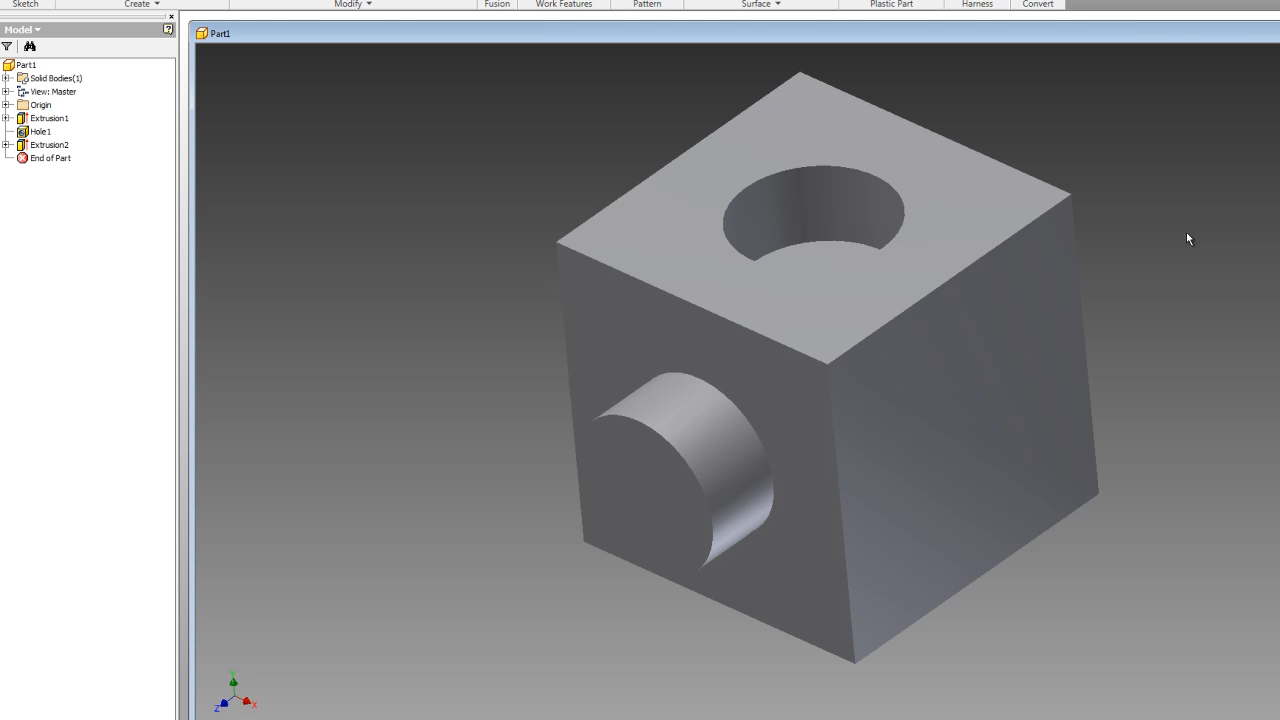 Sketch Create Modify Fusion Work Features Pattern Surface Plastic Part Harness Convert
Model
Part1
Part1
Solid Bodies(1)
View: Master
Origin
Extrusion1
Hole1
Extrusion2
End of Part
Y
Z X